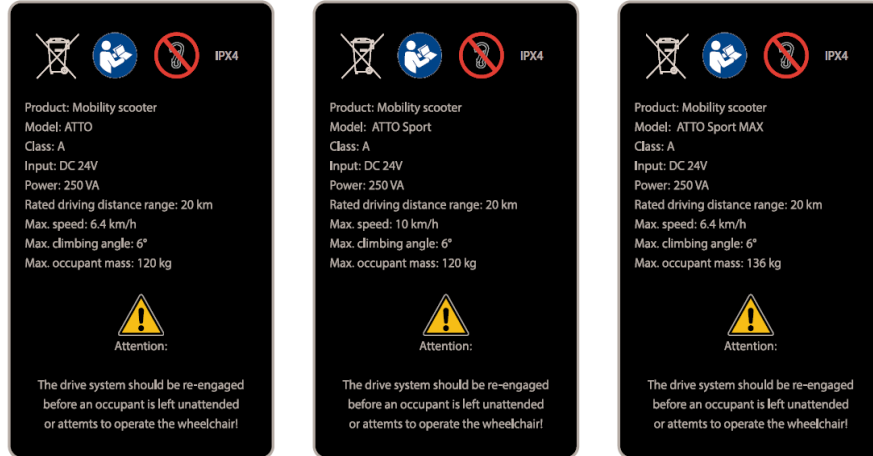 IPX4
Product: Mobility scooter
Model: ATTO
Class: A
Input: DC 24V
Power: 250 VA
Rated driving distance range: 20 km
Max. speed: 6.4 km/h
Max. climbing angle: 6°
Max. occupant mass: 120 kg
Attention:
The drive system should be re-engaged
before an occupant is left unattended
or attemts to operate the wheelchair!
IPX4
Product: Mobility scooter
Model: ATTO Sport
Class: A
Input: DC 24V
Power: 250 VA
Rated driving distance range: 20 km
Max. speed: 10 km/h
Max. climbing angle: 6°
Max. occupant mass: 120 kg
Attention:
The drive system should be re-engaged
before an occupant is left unattended
or attemts to operate the wheelchair!
IPX4
Product: Mobility scooter
Model: ATTO Sport MAX
Class: A
Input: DC 24V
Power: 250 VA
Rated driving distance range: 20 km
Max. speed: 6.4 km/h
Max. climbing angle: 6°
Max. occupant mass: 136 kg
Attention:
The drive system should be re-engaged
before an occupant is left unattended
or attemts to operate the wheelchair!